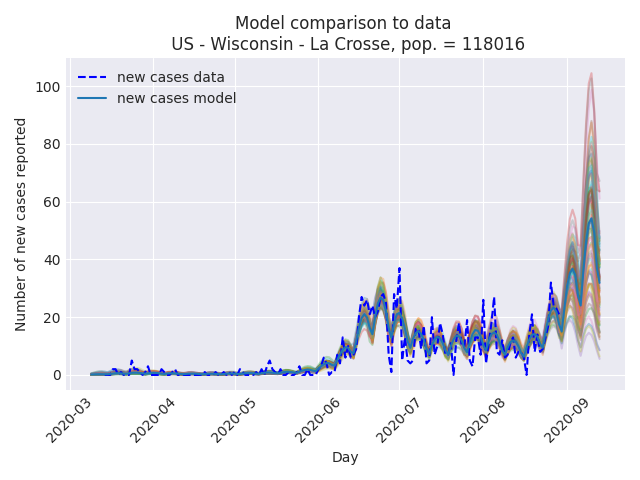 Model comparison to data
US - Wisconsin - La Crosse, pop. = 118016
new cases data
new cases model
Number of new cases reported
100
80
60
40
20
0
2020-03
2020-04
2020-05
2020-06
2020-07
2020-08
2020-09
Day